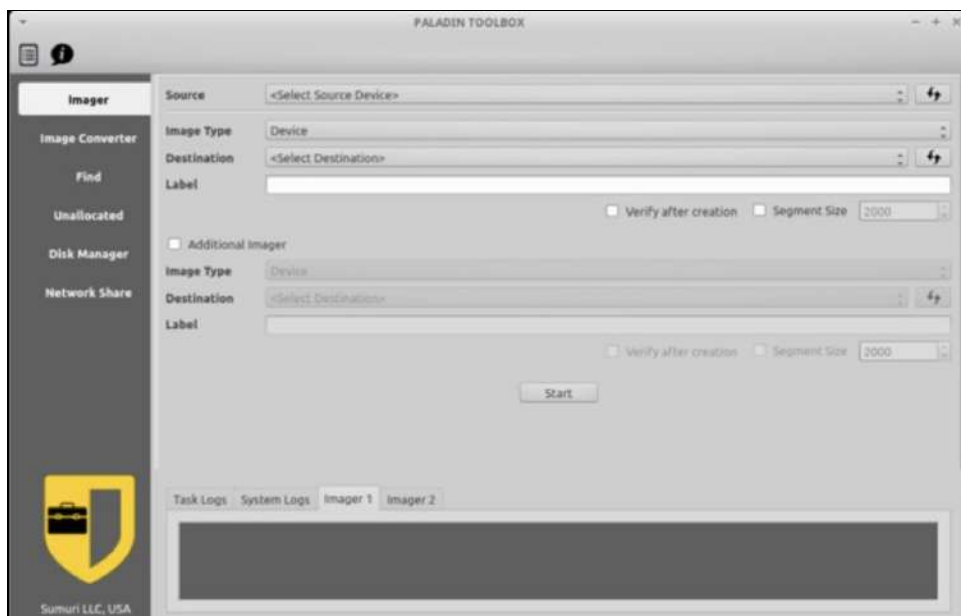 PALADIN TOOLBOX
Imager
Image Converter
Find
Unallocated
Disk Manager
Network Share
Source <Select Source Device>
Image Type Device
Destination <Select Destination>
Label
Verify after creation Segment Size 2000
Additional Imager
Image Type Device
Destination <Select Destination>
Label
Verify after creation Segment Size 2000
Start
Task Logs System Logs Imager 1 Imager 2
Sumuri LLC, USA